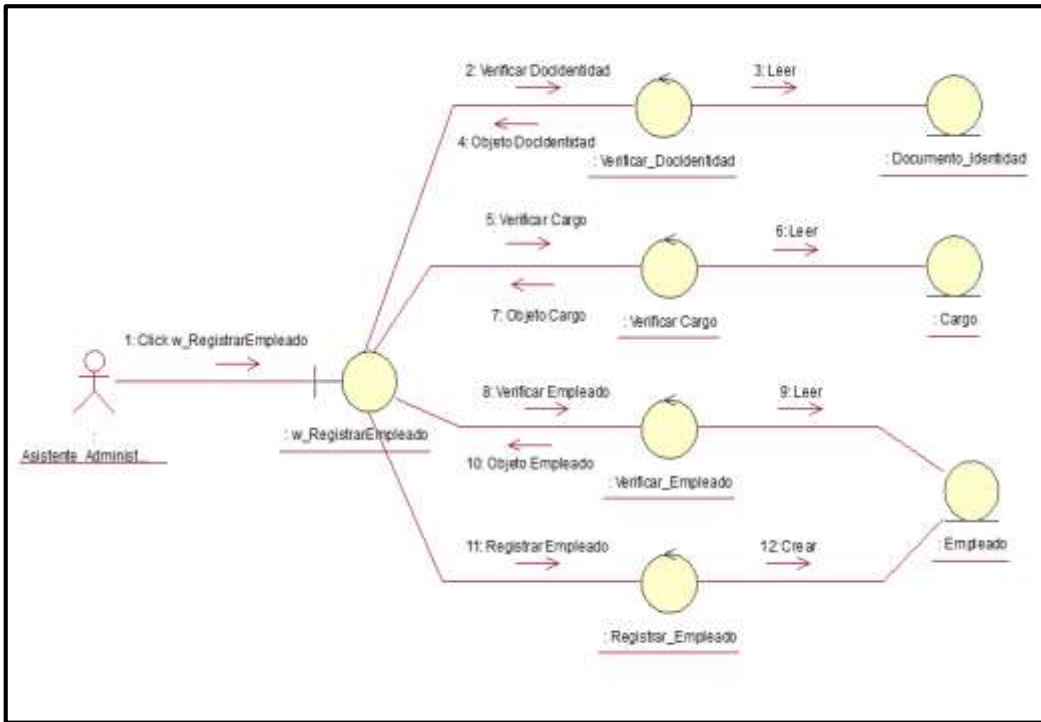 2: Verificar DocIdentidad
3: Leer
4: Objeto DocIdentidad
: Verificar_DocIdentidad
: Documento_Identidad
5: Verificar Cargo
6: Leer
7: Objeto Cargo
: Verificar Cargo
: Cargo
1: Click w_RegistrarEmpleado
: w_RegistrarEmpleado
:
Asistente_Administ...
8: Verificar Empleado
9: Leer
10: Objeto Empleado
: Verificar_Empleado
: Empleado
11: Registrar Empleado
12: Crear
: Registrar_Empleado